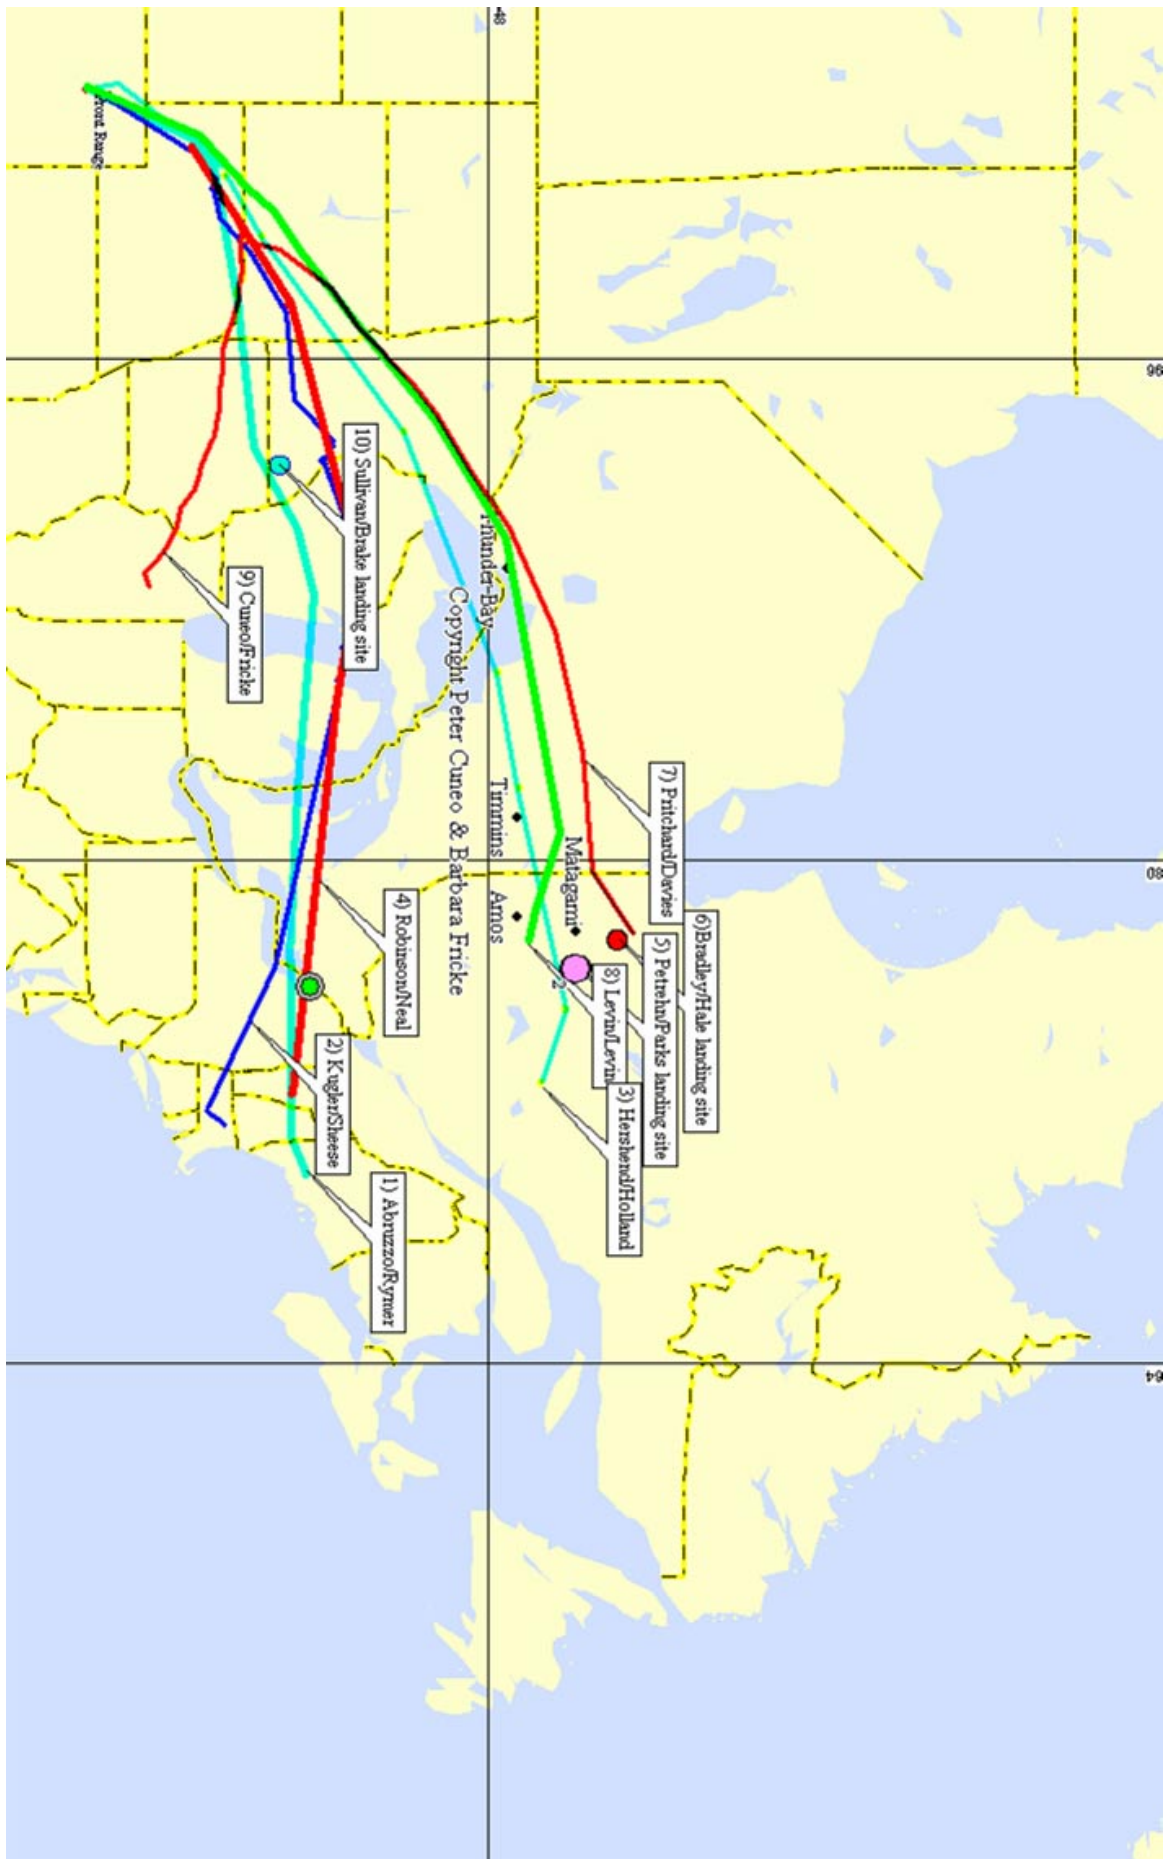 48
96
80
64
Front Range
Thunder-Bay
Timmins
Amos
Matagami
2
Copyright Peter Cuneo & Barbara Fricke
1) Abruzzo/Rymer
2) Kugler/Sheese
3) Hershend/Holland
4) Robinson/Neal
5) Petrehn/Parks landing site
6)Bradley/Hale landing site
7) Pritchard/Davies
8) Levin/Levin
9) Cuneo/Fricke
10) Sullivan/Brake landing site